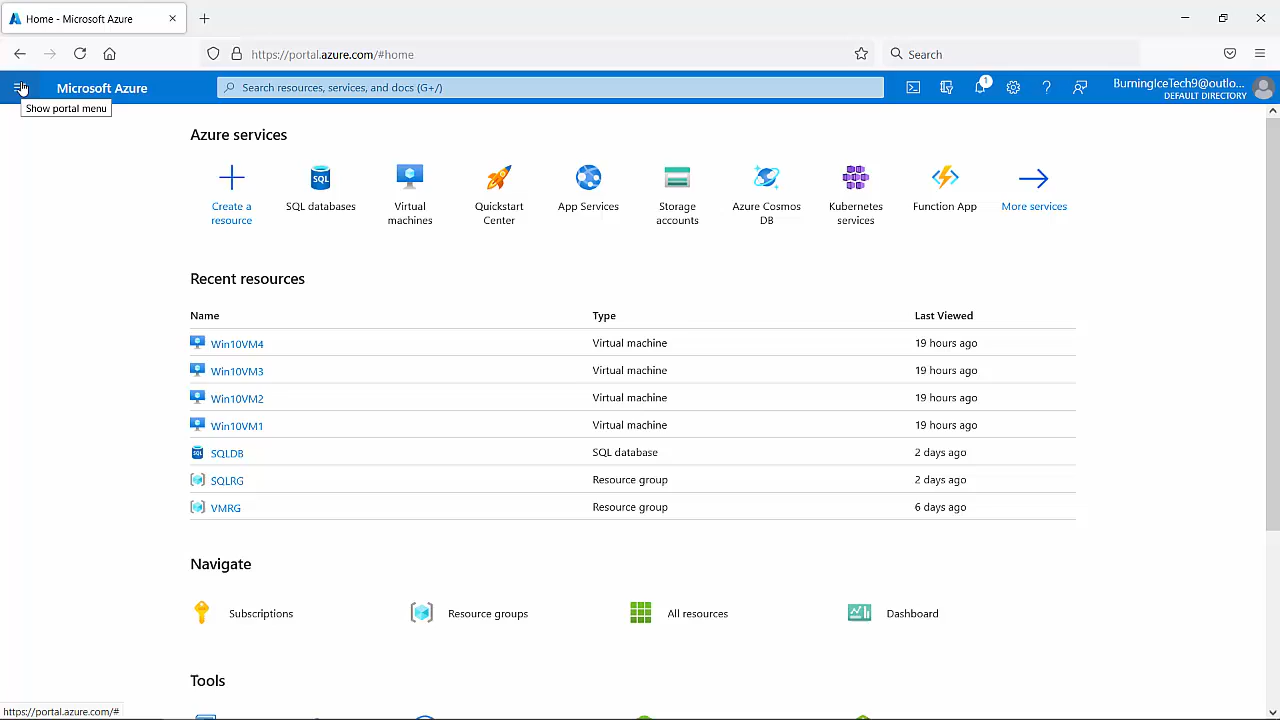 Home - Microsoft Azure
https://portal.azure.com/#home
Search
Microsoft Azure
Search resources, services, and docs (G+/)
1
BurningIceTech9@outlo...
DEFAULT DIRECTORY
Show portal menu
Azure services
Create a resource
SQL databases
Virtual machines
Quickstart Center
App Services
Storage accounts
Azure Cosmos DB
Kubernetes services
Function App
More services
Recent resources
Name Type Last Viewed
Win10VM4 Virtual machine 19 hours ago
Win10VM3 Virtual machine 19 hours ago
Win10VM2 Virtual machine 19 hours ago
Win10VM1 Virtual machine 19 hours ago
SQL SQLDB SQL database 2 days ago
SQLRG Resource group 2 days ago
VMRG Resource group 6 days ago
Navigate
Subscriptions Resource groups All resources Dashboard
Tools
https://portal.azure.com/#